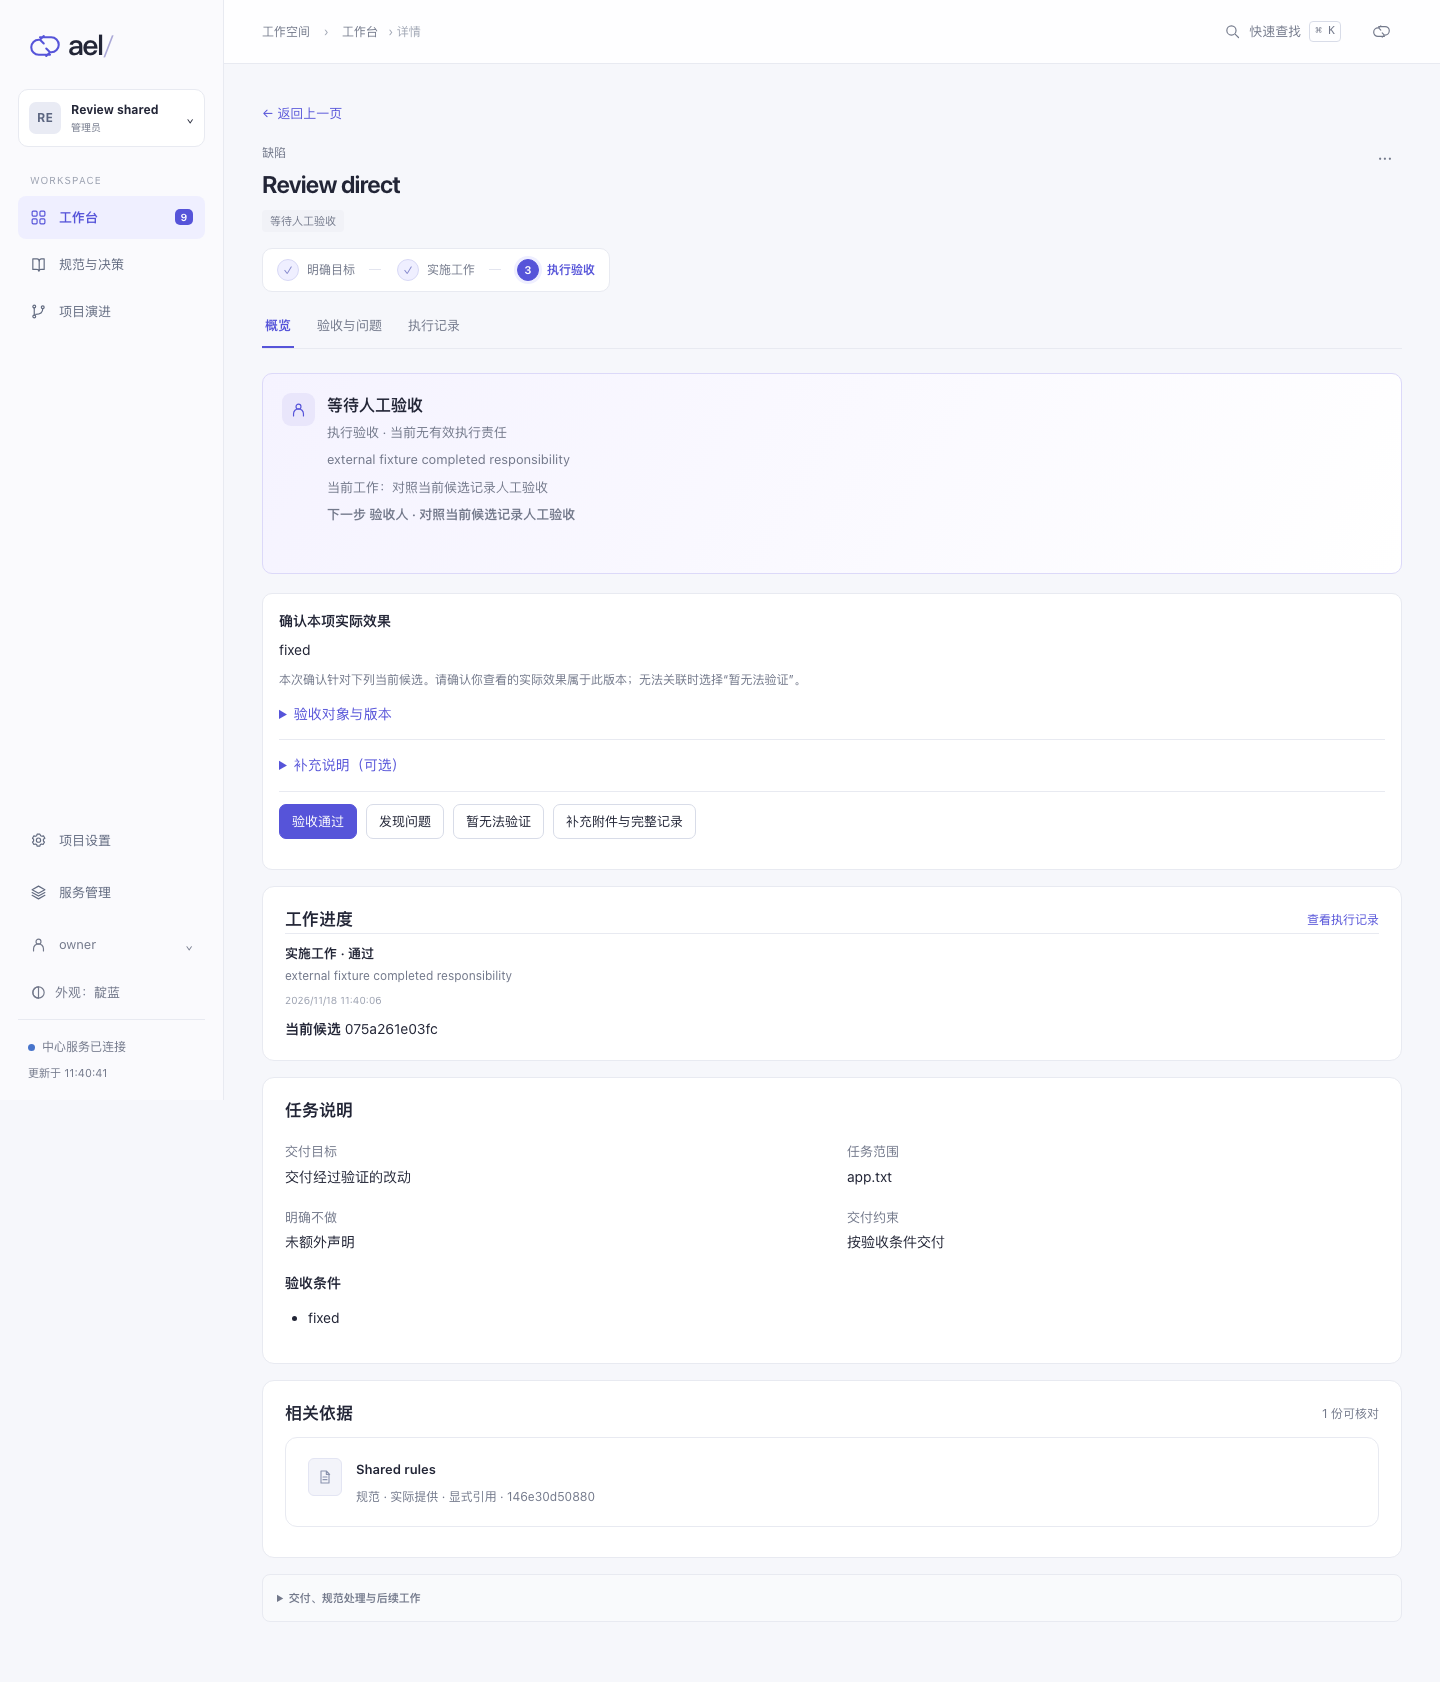 ael/
RE
Review shared
管理员
WORKSPACE
工作台
9
规范与决策
项目演进
项目设置
服务管理
owner
外观：靛蓝
中心服务已连接
更新于 11:40:41
工作空间 › 工作台 › 详情
快速查找 ⌘ K
← 返回上一页
缺陷
...
Review direct
等待人工验收
✓ 明确目标 — ✓ 实施工作 — 3 执行验收
概览 验收与问题 执行记录
等待人工验收
执行验收 · 当前无有效执行责任
external fixture completed responsibility
当前工作：对照当前候选记录人工验收
下一步 验收人 · 对照当前候选记录人工验收
确认本项实际效果
fixed
本次确认针对下列当前候选。请确认你查看的实际效果属于此版本；无法关联时选择“暂无法验证”。
▶ 验收对象与版本
▶ 补充说明（可选）
验收通过 发现问题 暂无法验证 补充附件与完整记录
工作进度
查看执行记录
实施工作 · 通过
external fixture completed responsibility
2026/11/18 11:40:06
当前候选 075a261e03fc
任务说明
交付目标
交付经过验证的改动
任务范围
app.txt
明确不做
未额外声明
交付约束
按验收条件交付
验收条件
• fixed
相关依据
1 份可核对
Shared rules
规范 · 实际提供 · 显式引用 · 146e30d50880
▶ 交付、规范处理与后续工作